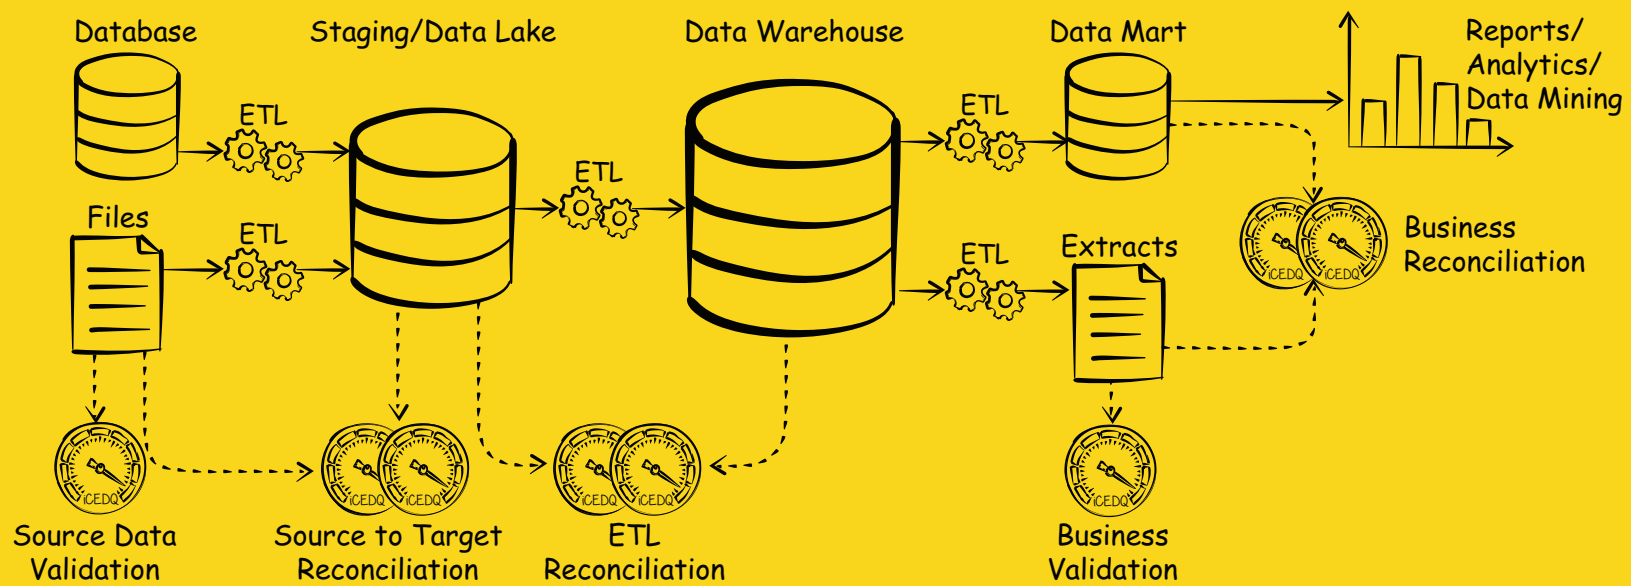 Database
Staging/Data Lake
Data Warehouse
Data Mart
Reports/
Analytics/
Data Mining
ETL
ETL
ETL
Files
ETL
ETL
Extracts
Business
Reconciliation
iCEDQ
iCEDQ
iCEDQ
iCEDQ
iCEDQ
iCEDQ
iCEDQ
iCEDQ
Source Data
Validation
Source to Target
Reconciliation
ETL
Reconciliation
Business
Validation